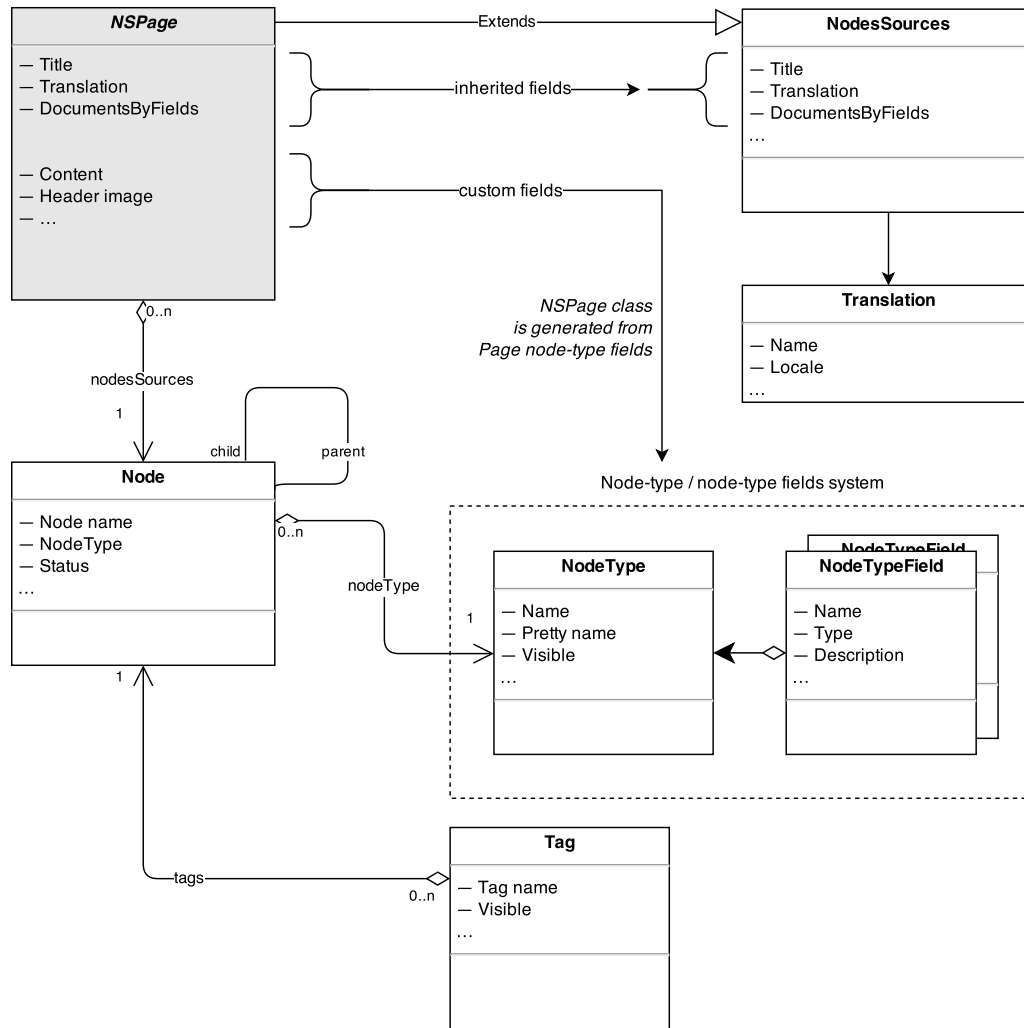 NSPage
— Title
— Translation
— DocumentsByFields
— Content
— Header image
— ...
Extends
inherited fields
custom fields
NodesSources
— Title
— Translation
— DocumentsByFields
...
NSPage class
is generated from
Page node-type fields
Translation
— Name
— Locale
...
0..n
nodesSources
1
child
parent
Node
— Node name
— NodeType
— Status
...
0..n
nodeType
1
Node-type / node-type fields system
NodeType
— Name
— Pretty name
— Visible
...
NodeTypeField
NodeTypeField
— Name
— Type
— Description
...
1
tags
0..n
Tag
— Tag name
— Visible
...